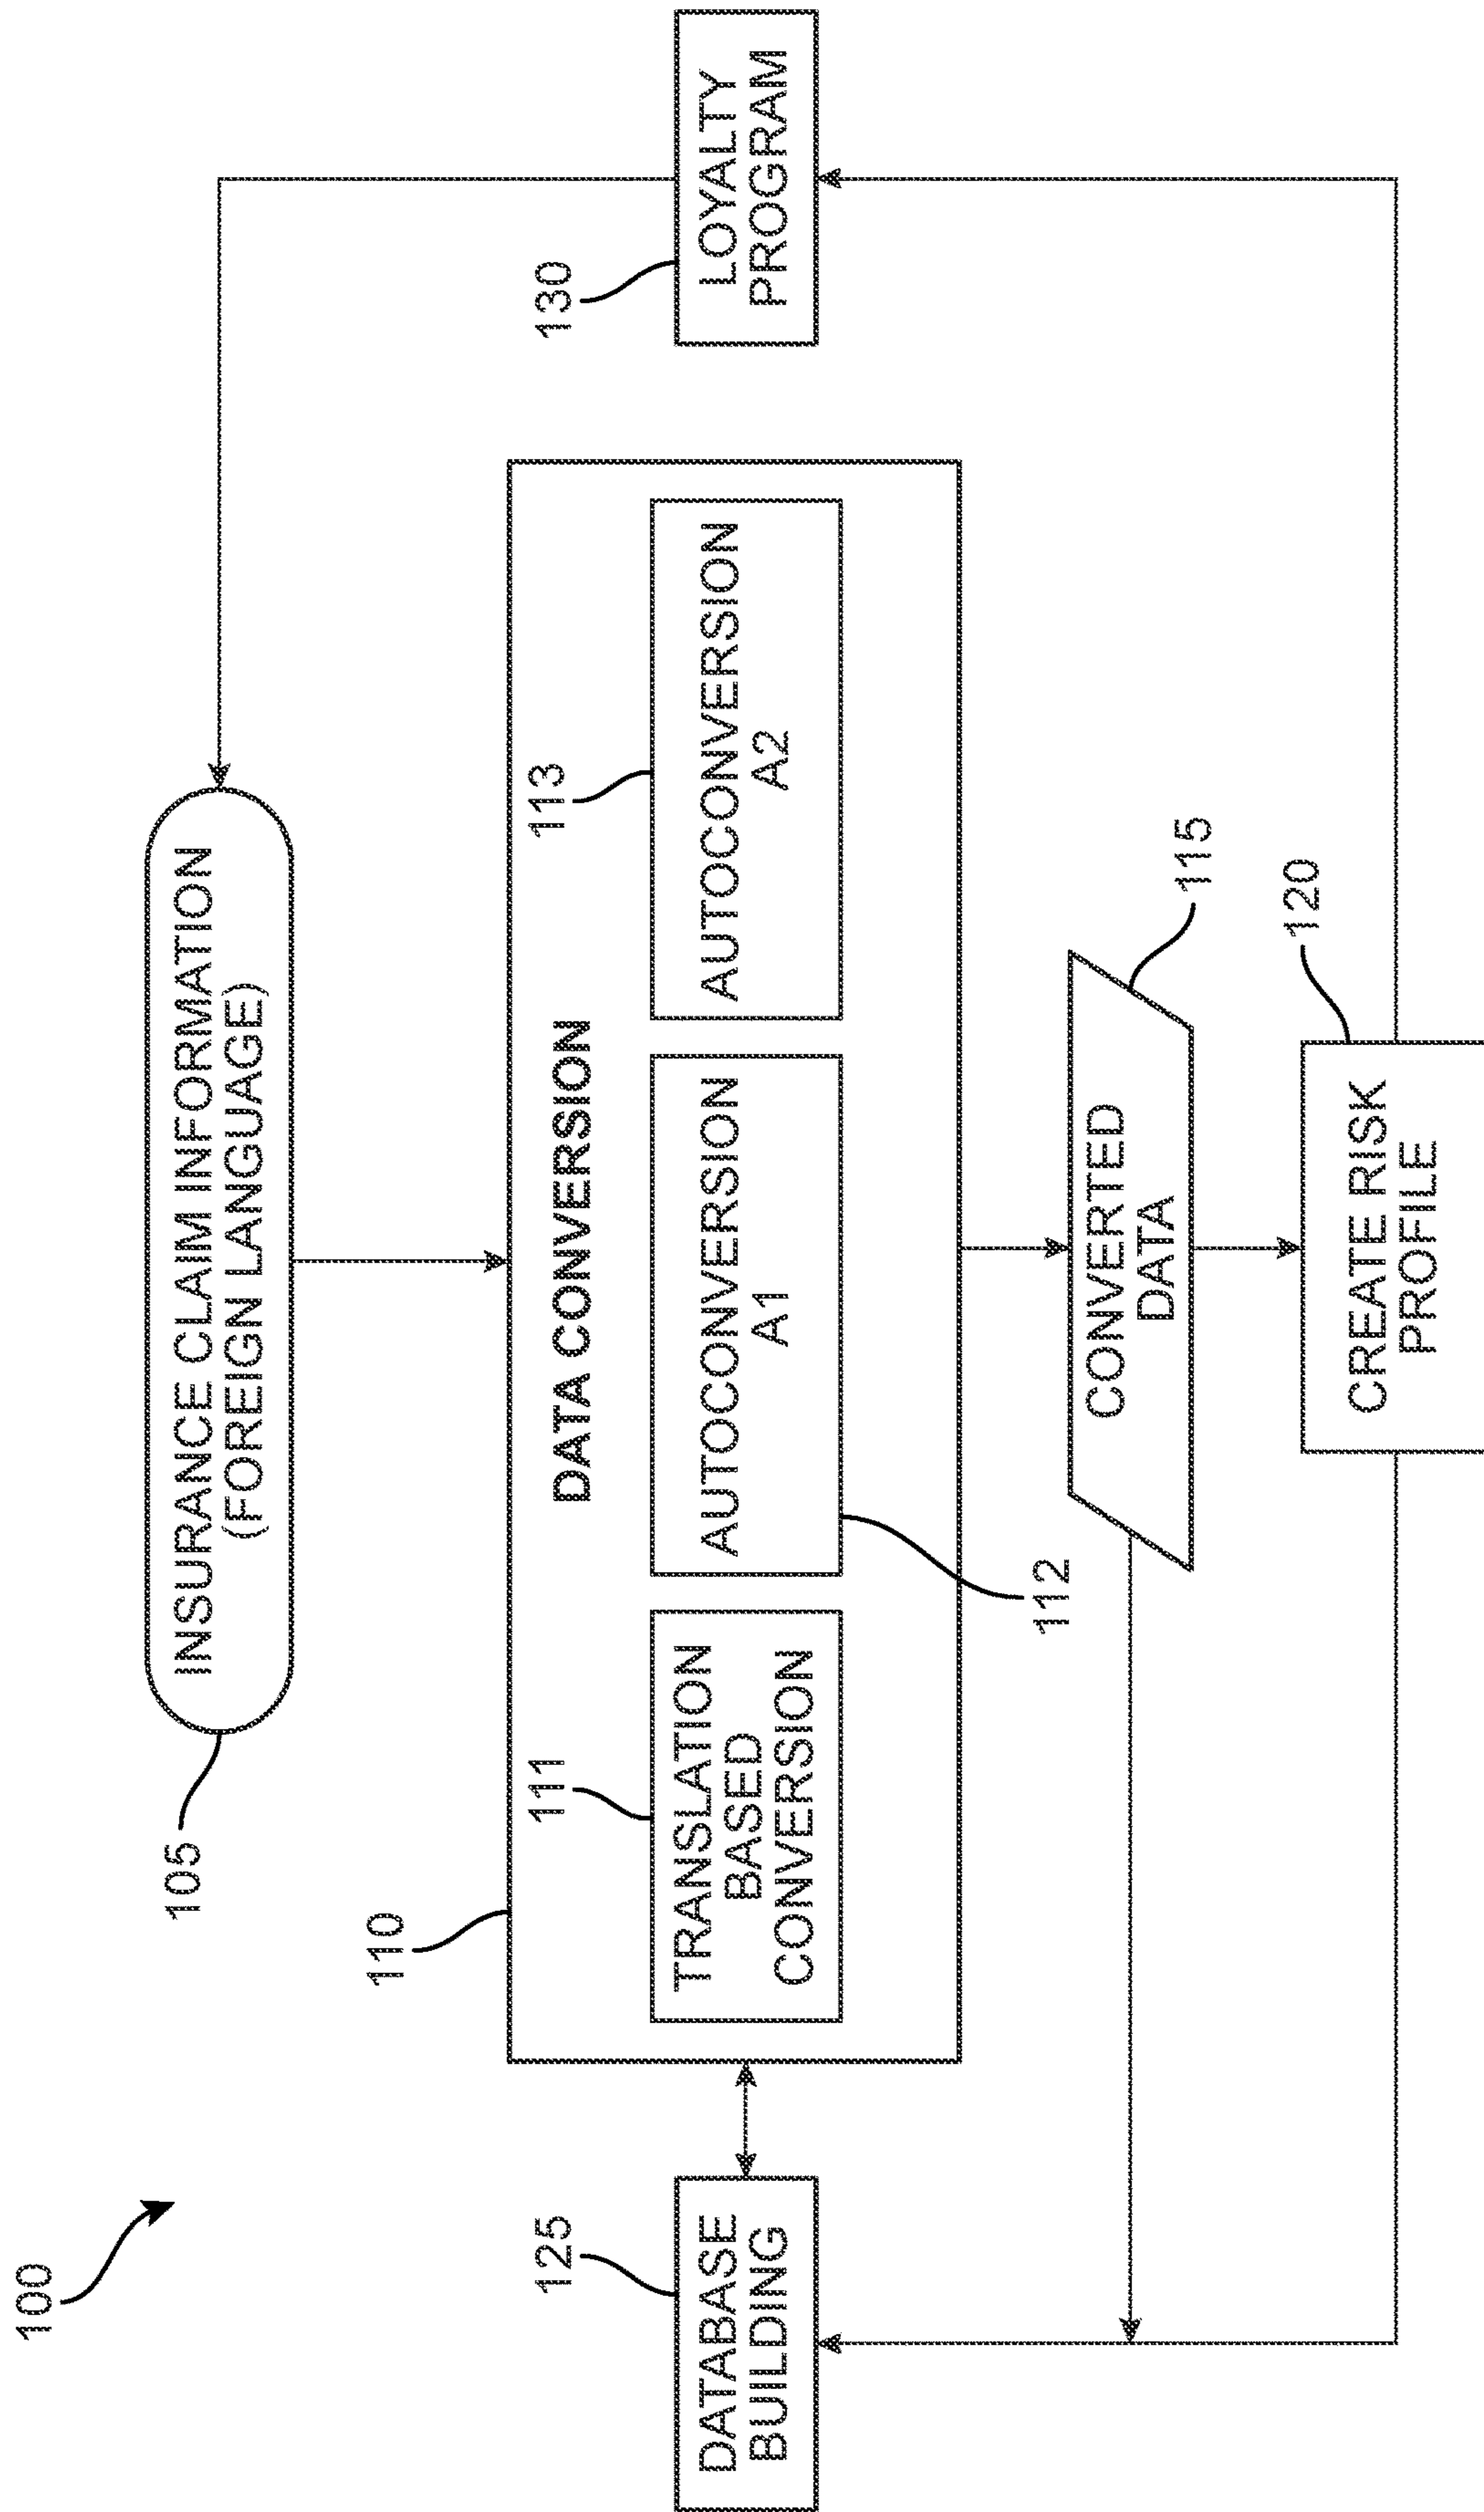 100
INSURANCE CLAIM INFORMATION
(FOREIGN LANGUAGE)
105
110
DATA CONVERSION
111
TRANSLATION
BASED
CONVERSION
AUTOCONVERSION
A1
112
113
AUTOCONVERSION
A2
125
DATABASE
BUILDING
130
LOYALTY
PROGRAM
CONVERTED
DATA
115
CREATE RISK
PROFILE
120